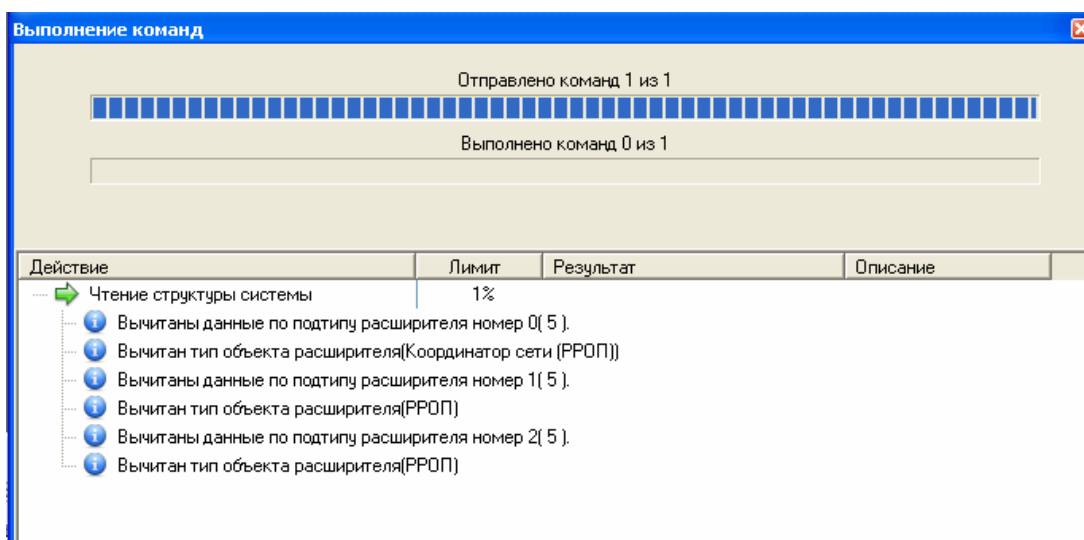 Выполнение команд
Отправлено команд 1 из 1
Выполнено команд 0 из 1
Действие Лимит Результат Описание
Чтение структуры системы 1%
Вычитаны данные по подтипу расширителя номер 0( 5 ).
Вычитан тип объекта расширителя(Координатор сети (РРОП))
Вычитаны данные по подтипу расширителя номер 1( 5 ).
Вычитан тип объекта расширителя(РРОП)
Вычитаны данные по подтипу расширителя номер 2( 5 ).
Вычитан тип объекта расширителя(РРОП)